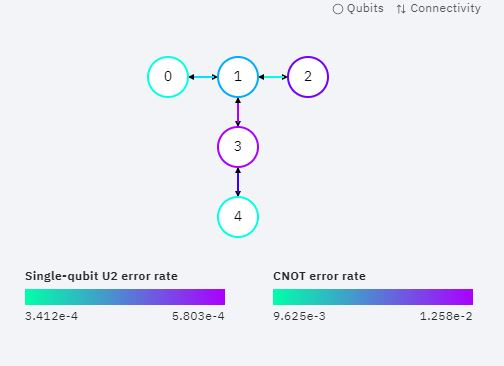 Qubits Connectivity
0 1 2
3
4
Single-qubit U2 error rate CNOT error rate
3.412e-4 5.803e-4 9.625e-3 1.258e-2